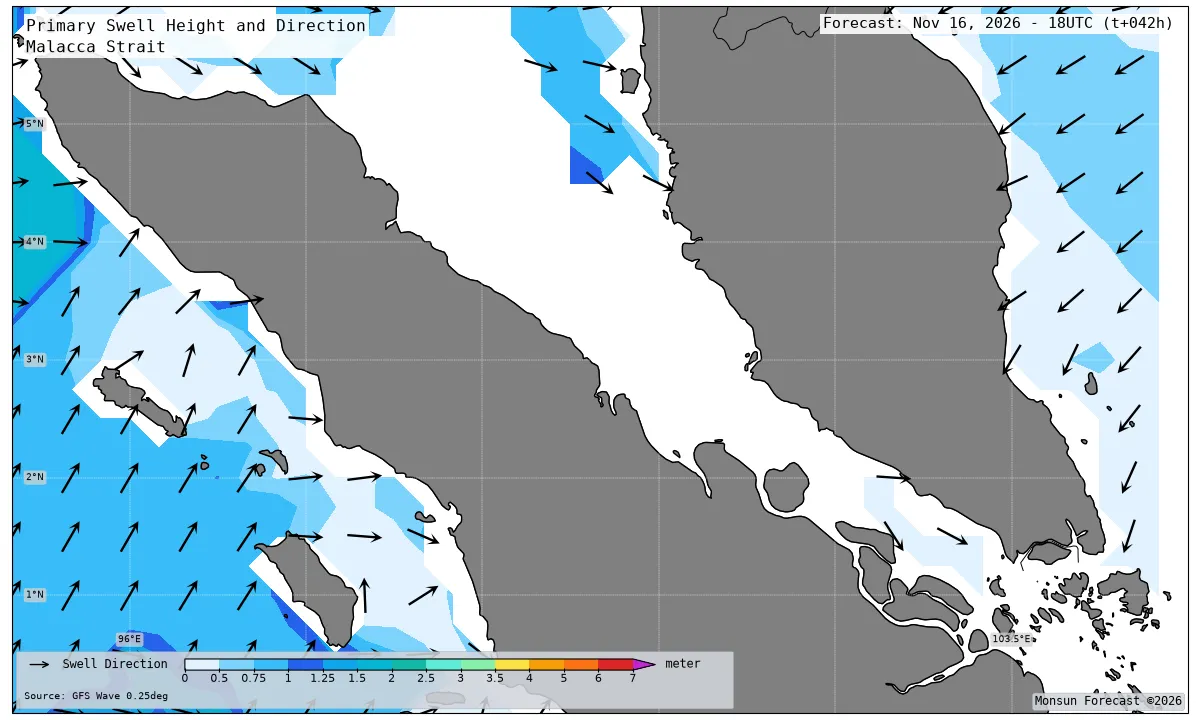 Primary Swell Height and Direction
Malacca Strait
Forecast: Nov 16, 2026 - 18UTC (t+042h)
5°N
4°N
3°N
2°N
1°N
96°E
103.5°E
Swell Direction
0 0.5 0.75 1 1.25 1.5 2 2.5 3 3.5 4 5 6 7
meter
Source: GFS Wave 0.25deg
Monsun Forecast ©2026